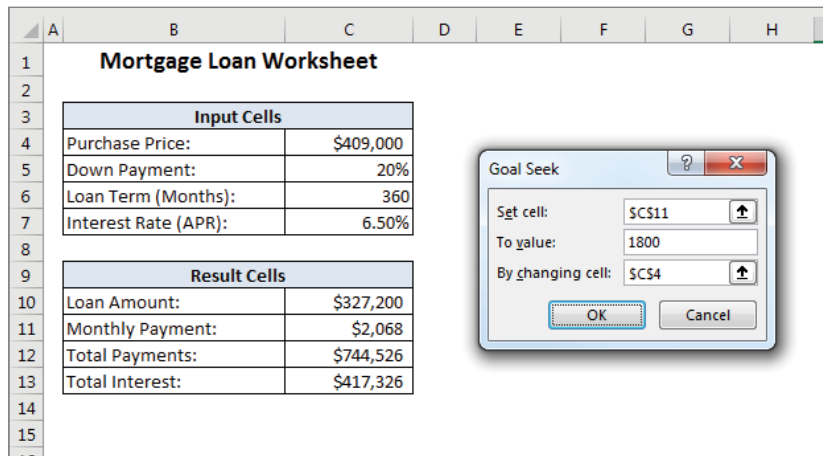 A B C D E F G H
1 Mortgage Loan Worksheet
2
3 Input Cells
4 Purchase Price: $409,000
5 Down Payment: 20%
6 Loan Term (Months): 360
7 Interest Rate (APR): 6.50%
8
9 Result Cells
10 Loan Amount: $327,200
11 Monthly Payment: $2,068
12 Total Payments: $744,526
13 Total Interest: $417,326
14
15
Goal Seek ?
Set cell: $C$11
To value: 1800
By changing cell: $C$4
OK Cancel